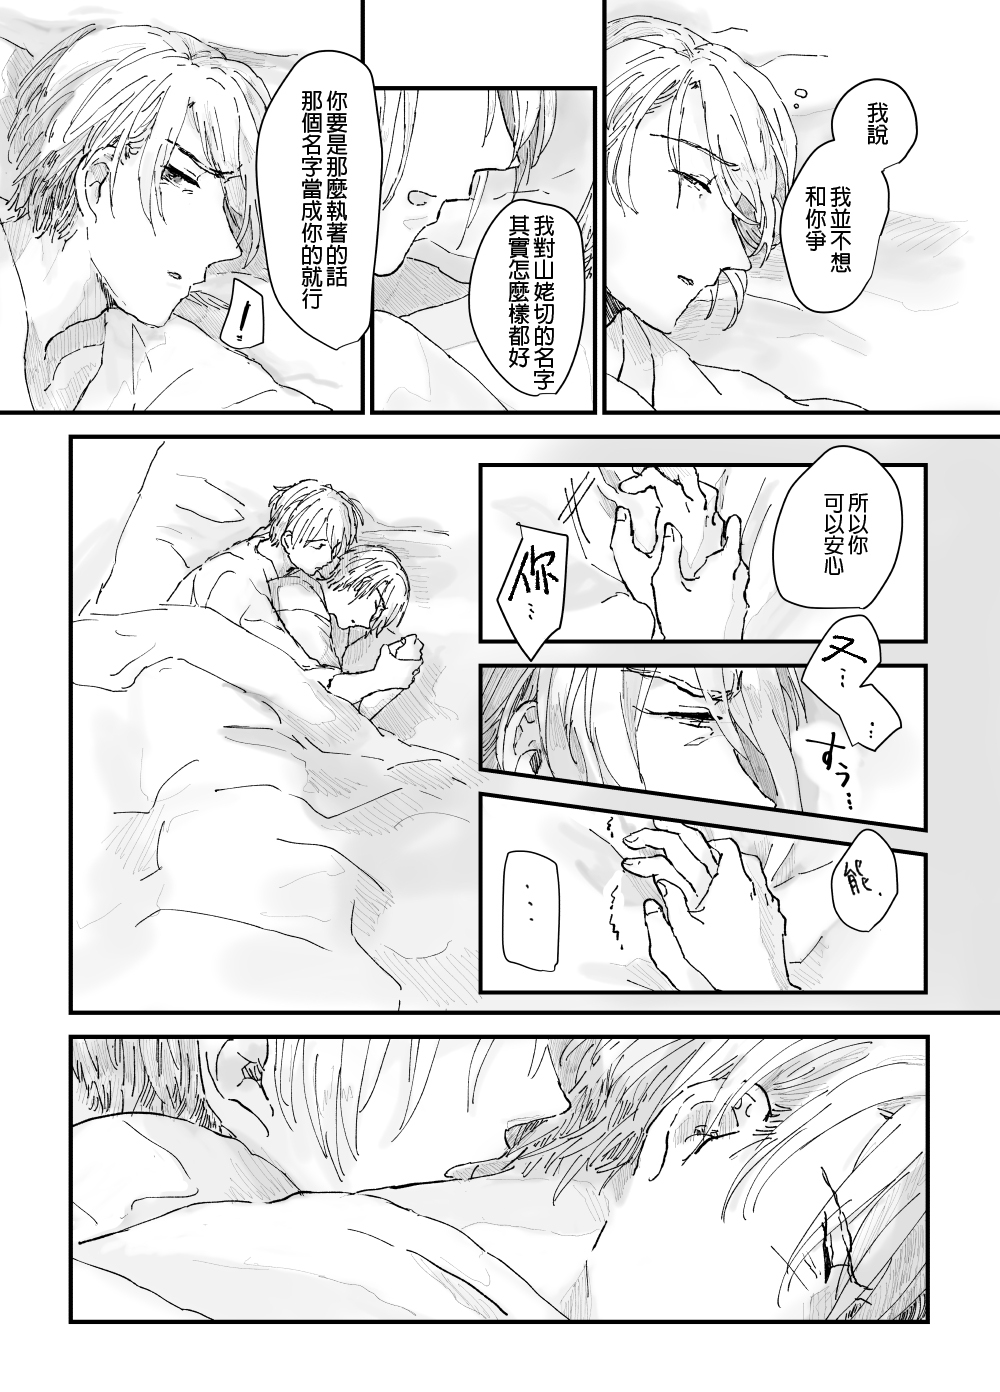 我說
我並不想
和你爭
我對山姥切的名字
其實怎麼樣都好
你要是那麼執著的話
那個名字當成你的就行
！
所以你
可以安心
你…
又…
…
すぅ…
能
…